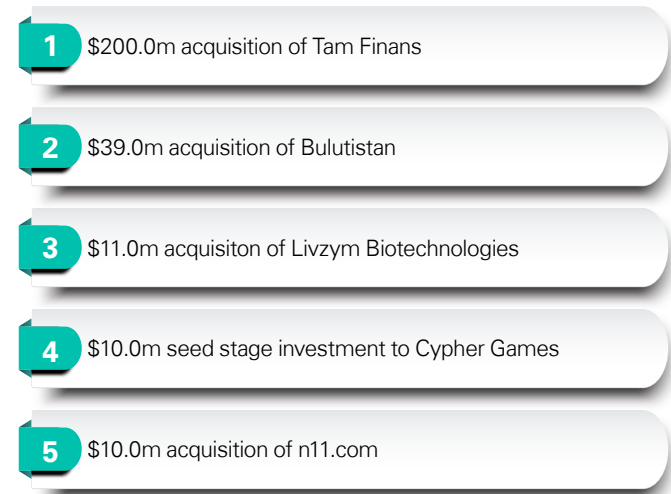 1 $200.0m acquisition of Tam Finans
2 $39.0m acquisition of Bulutistan
3 $11.0m acquisiton of Livzym Biotechnologies
4 $10.0m seed stage investment to Cypher Games
5 $10.0m acquisition of n11.com